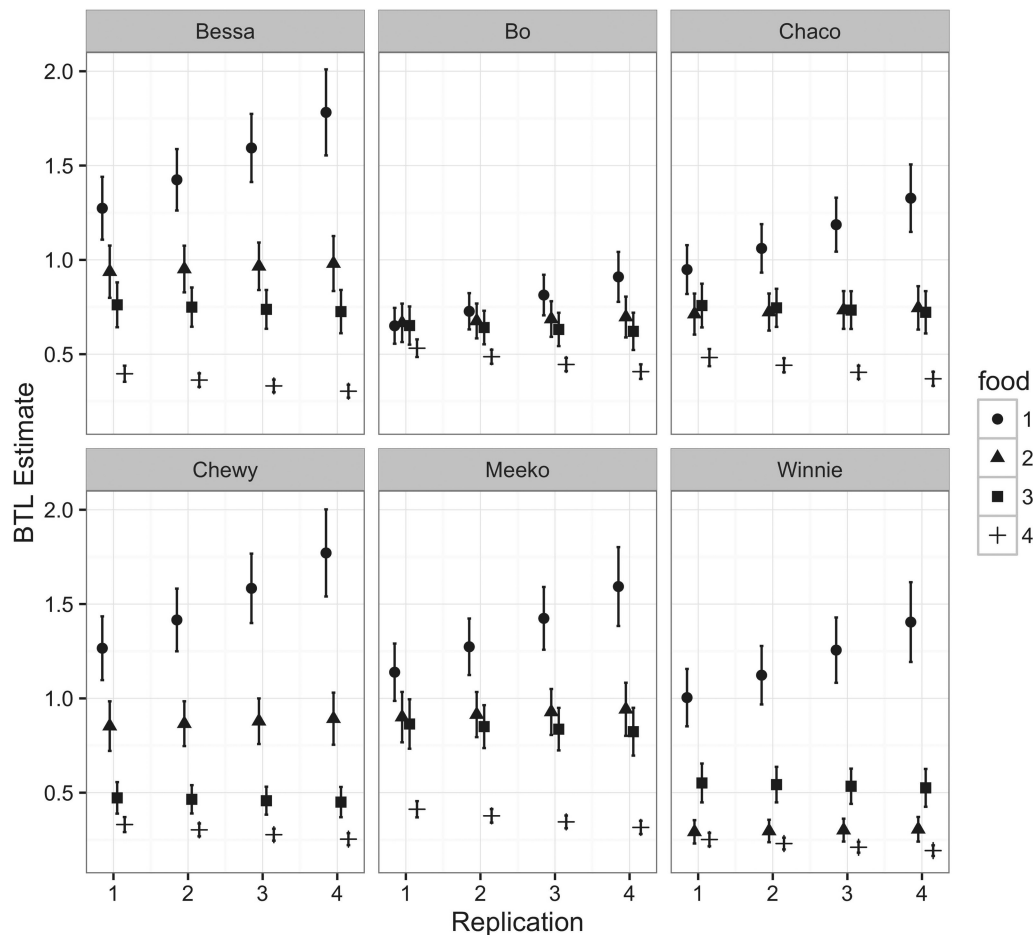 Bessa Bo Chaco
2.0
1.5
1.0
0.5
Chewy Meeko Winnie
2.0
1.5
1.0
0.5
1 2 3 4 1 2 3 4 1 2 3 4
Replication
BTL Estimate
food
1
2
3
4